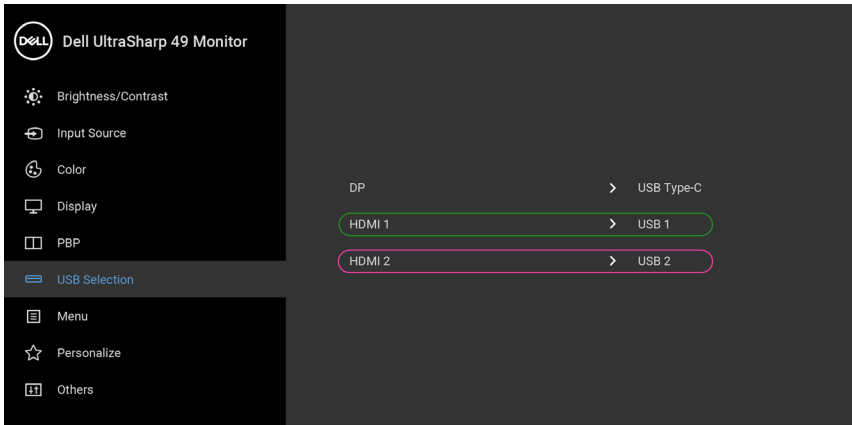 DELL
Dell UltraSharp 49 Monitor
Brightness/Contrast
Input Source
Color
Display
PBP
USB Selection
Menu
Personalize
Others
DP > USB Type-C
HDMI 1 > USB 1
HDMI 2 > USB 2